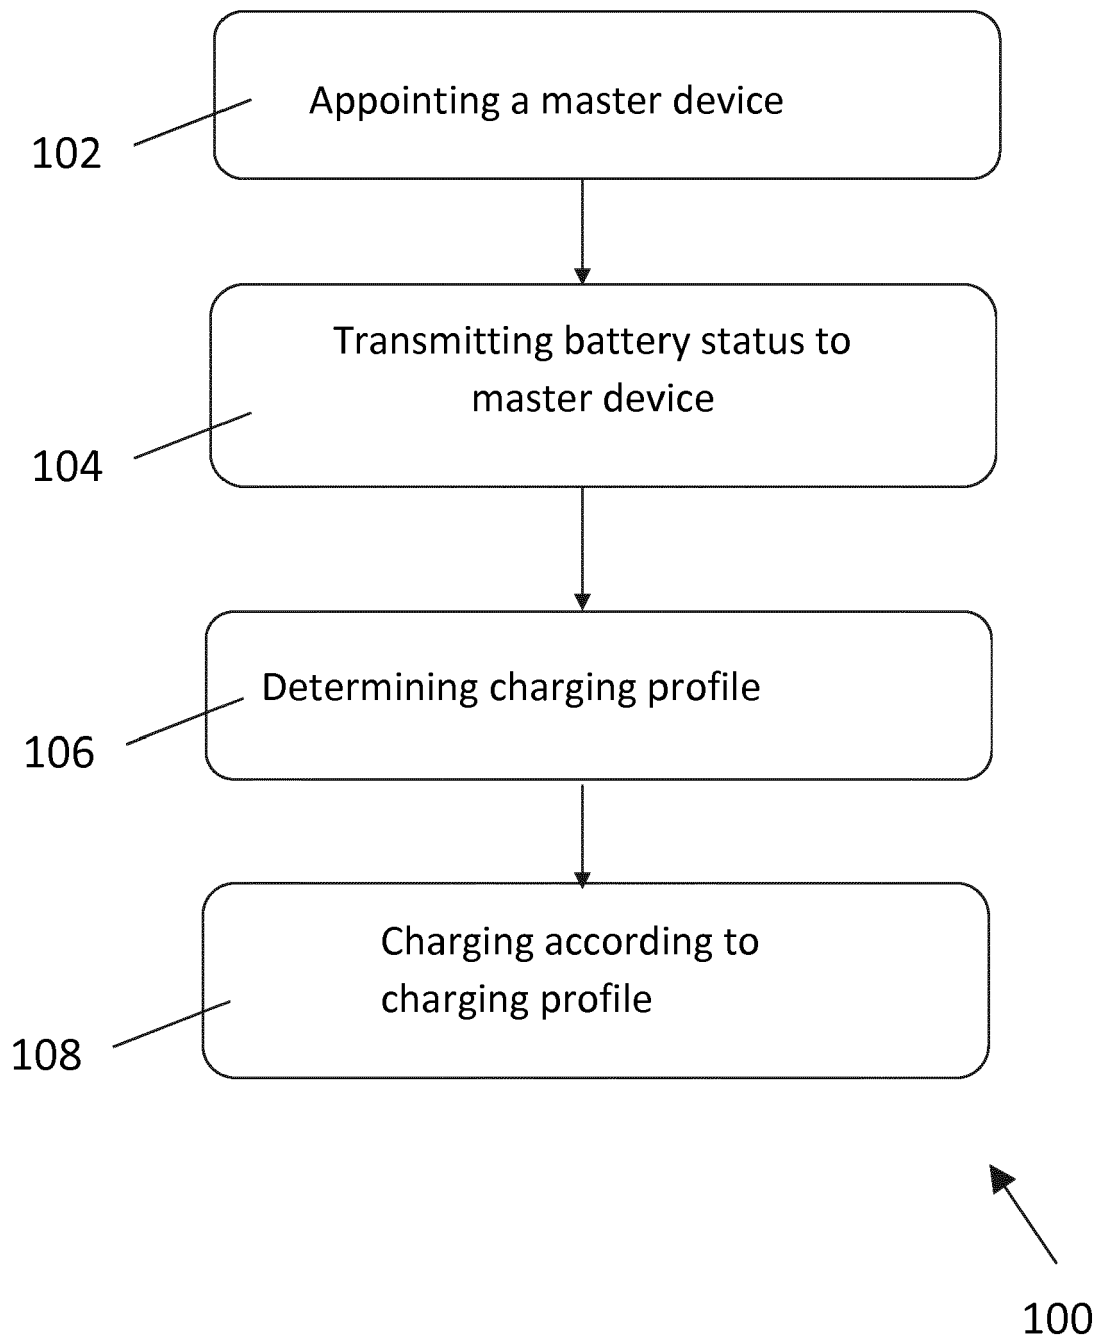 Appointing a master device
102
Transmitting battery status to
master device
104
Determining charging profile
106
Charging according to
charging profile
108
100